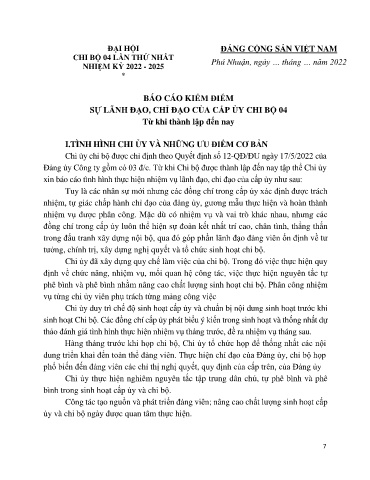 ĐẠI HỘI
CHI BỘ 04 LẦN THỨ NHẤT
NHIỆM KỲ 2022 - 2025
*
ĐẢNG CỘNG SẢN VIỆT NAM
Phú Nhuận, ngày … tháng … năm 2022
BÁO CÁO KIỂM ĐIỂM
SỰ LÃNH ĐẠO, CHỈ ĐẠO CỦA CẤP ỦY CHI BỘ 04
Từ khi thành lập đến nay
I.TÌNH HÌNH CHI ỦY VÀ NHỮNG ƯU ĐIỂM CƠ BẢN
Chi ủy chi bộ được chỉ định theo Quyết định số 12-QĐ/ĐU ngày 17/5/2022 của
Đảng ủy Công ty gồm có 03 đ/c. Từ khi Chi bộ được thành lập đến nay tập thể Chi ủy
xin báo cáo tình hình thực hiện nhiệm vụ lãnh đạo, chỉ đạo của cấp ủy như sau:
Tuy là các nhân sự mới nhưng các đồng chí trong cấp ủy xác định được trách
nhiệm, tự giác chấp hành chỉ đạo của đảng ủy, gương mẫu thực hiện và hoàn thành
nhiệm vụ được phân công. Mặc dù có nhiệm vụ và vai trò khác nhau, nhưng các
đồng chí trong cấp ủy luôn thể hiện sự đoàn kết nhất trí cao, chân tình, thẳng thắn
trong đấu tranh xây dựng nội bộ, qua đó góp phần lãnh đạo đảng viên ổn định về tư
tưởng, chính trị, xây dựng nghị quyết và tổ chức sinh hoạt chi bộ.
Chi ủy đã xây dựng quy chế làm việc của chi bộ. Trong đó việc thực hiện quy
định về chức năng, nhiệm vụ, mối quan hệ công tác, việc thực hiện nguyên tắc tự
phê bình và phê bình nhằm nâng cao chất lượng sinh hoạt chi bộ. Phân công nhiệm
vụ từng chi ủy viên phụ trách từng mảng công việc
Chi ủy duy trì chế độ sinh hoạt cấp ủy và chuẩn bị nội dung sinh hoạt trước khi
sinh hoạt Chi bộ. Các đồng chí cấp ủy phát biểu ý kiến trong sinh hoạt và thống nhất dự
thảo đánh giá tình hình thực hiện nhiệm vụ tháng trước, đề ra nhiệm vụ tháng sau.
Hàng tháng trước khi họp chi bộ, Chi ủy tổ chức họp để thống nhất các nội
dung triển khai đến toàn thể đảng viên. Thực hiện chỉ đạo của Đảng ủy, chi bộ họp
phổ biến đến đảng viên các chỉ thị nghị quyết, quy định của cấp trên, của Đảng ủy
Chi ủy thực hiện nghiêm nguyên tắc tập trung dân chủ, tự phê bình và phê
bình trong sinh hoạt cấp ủy và chi bộ.
Công tác tạo nguồn và phát triển đảng viên; nâng cao chất lượng sinh hoạt cấp
ủy và chi bộ ngày được quan tâm thực hiện.
7